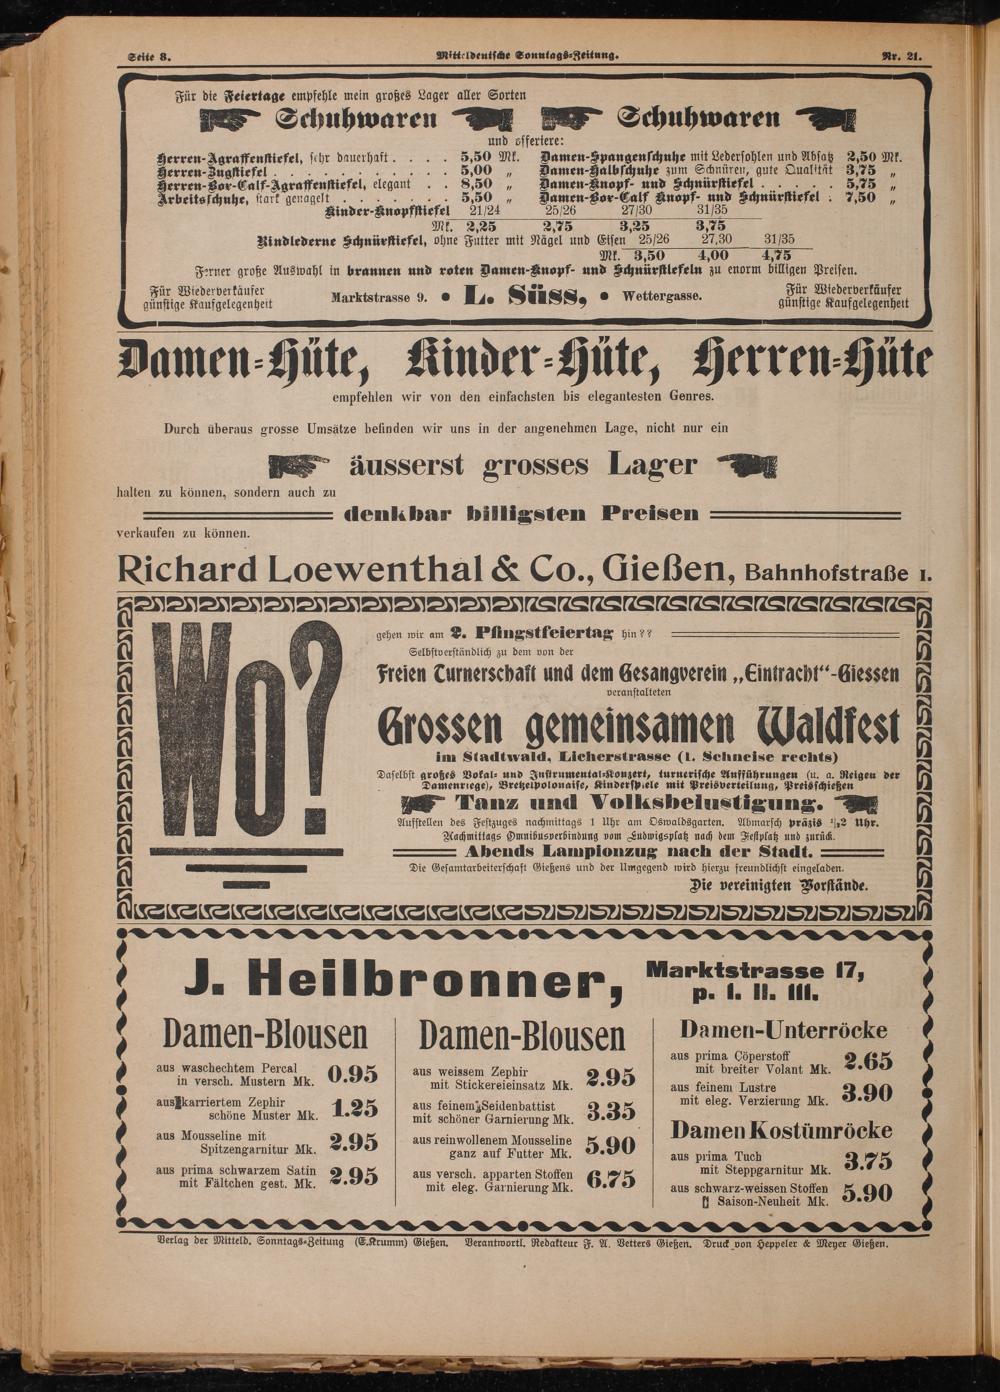 Seite 8. Mitteldeutsche Sonntags-Zeitung. Nr. 21.
Für die Feiertage empfehle mein großes Lager aller Sorten
Schuhwaren Schuhwaren
und offeriere:
Herren-Agraffenstiefel, sehr dauerhaft . . . . 5,50 Mk.
Herren-Zugstiefel . . . . . . . . . . 5,00 „
Herren-Box-Calf-Agraffenstiefel, elegant . . 8,50 „
Arbeitsschuhe, stark genagelt . . . . . . . 5,50 „
Damen-Spangenschuhe mit Ledersohlen und Absatz 2,50 Mk.
Damen-Halbschuhe zum Schnüren, gute Qualität 3,75 „
Damen-Knopf- und Schnürstiefel . . . . . 5,75 „
Damen-Box-Calf Knopf- und Schnürstiefel . 7,50 „
Kinder-Knopfstiefel 21/24 25/26 27/30 31/35
Mk. 2,25 2,75 3,25 3,75
Rindlederne Schnürstiefel, ohne Futter mit Nägel und Eisen 25/26 27,30 31/35
Mk. 3,50 4,00 4,75
Ferner große Auswahl in braunen und roten Damen-Knopf- und Schnürstiefeln zu enorm billigen Preisen.
Für Wiederverkäufer
günstige Kaufgelegenheit
Marktstrasse 9. • L. Süss, • Wettergasse.
Für Wiederverkäufer
günstige Kaufgelegenheit
Damen-Hüte, Kinder-Hüte, Herren-Hüte
empfehlen wir von den einfachsten bis elegantesten Genres.
Durch überaus grosse Umsätze befinden wir uns in der angenehmen Lage, nicht nur ein
äusserst grosses Lager
halten zu können, sondern auch zu
denkbar billigsten Preisen
verkaufen zu können.
Richard Loewenthal & Co., Gießen, Bahnhofstraße 1.
Wo?
gehen wir am 2. Pfingstfeiertag hin??
Selbstverständlich zu dem von der
Freien Turnerschaft und dem Gesangverein „Eintracht“-Giessen
veranstalteten
Grossen gemeinsamen Waldfest
im Stadtwald, Licherstrasse (1. Schneise rechts)
Daselbst großes Vokal- und Instrumental-Konzert, turnerische Aufführungen (u. a. Reigen der
Damenriege), Bretzelpolonaise, Kinderspiele mit Preisverteilung, Preisschießen
Tanz und Volksbelustigung.
Aufstellen des Festzuges nachmittags 1 Uhr am Oswaldsgarten. Abmarsch präzis 1/2 2 Uhr.
Nachmittags Omnibusverbindung vom Ludwigsplatz nach dem Festplatz und zurück.
Abends Lampionzug nach der Stadt.
Die Gesamtarbeiterschaft Gießens und der Umgegend wird hierzu freundlichst eingeladen.
Die vereinigten Vorstände.
J. Heilbronner, Marktstrasse 17,
p. I. II. III.
Damen-Blousen
aus waschechtem Percal
in versch. Mustern Mk. 0.95
aus karriertem Zephir
schöne Muster Mk. 1.25
aus Mousseline mit
Spitzengarnitur Mk. 2.95
aus prima schwarzem Satin
mit Fältchen gest. Mk. 2.95
Damen-Blousen
aus weissem Zephir
mit Stickereieinsatz Mk. 2.95
aus feinem Seidenbattist
mit schöner Garnierung Mk. 3.35
aus reinwollenem Mousseline
ganz auf Futter Mk. 5.90
aus versch. apparten Stoffen
mit eleg. Garnierung Mk. 6.75
Damen-Unterröcke
aus prima Cöperstoff
mit breiter Volant Mk. 2.65
aus feinem Lustre
mit eleg. Verzierung Mk. 3.90
Damen Kostümröcke
aus prima Tuch
mit Steppgarnitur Mk. 3.75
aus schwarz-weissen Stoffen
Saison-Neuheit Mk. 5.90
Verlag der Mitteld. Sonntags-Zeitung (E. Krumm) Gießen. Verantwortl. Redakteur F. A. Vetters Gießen. Druck von Heppeler & Meyer Gießen.